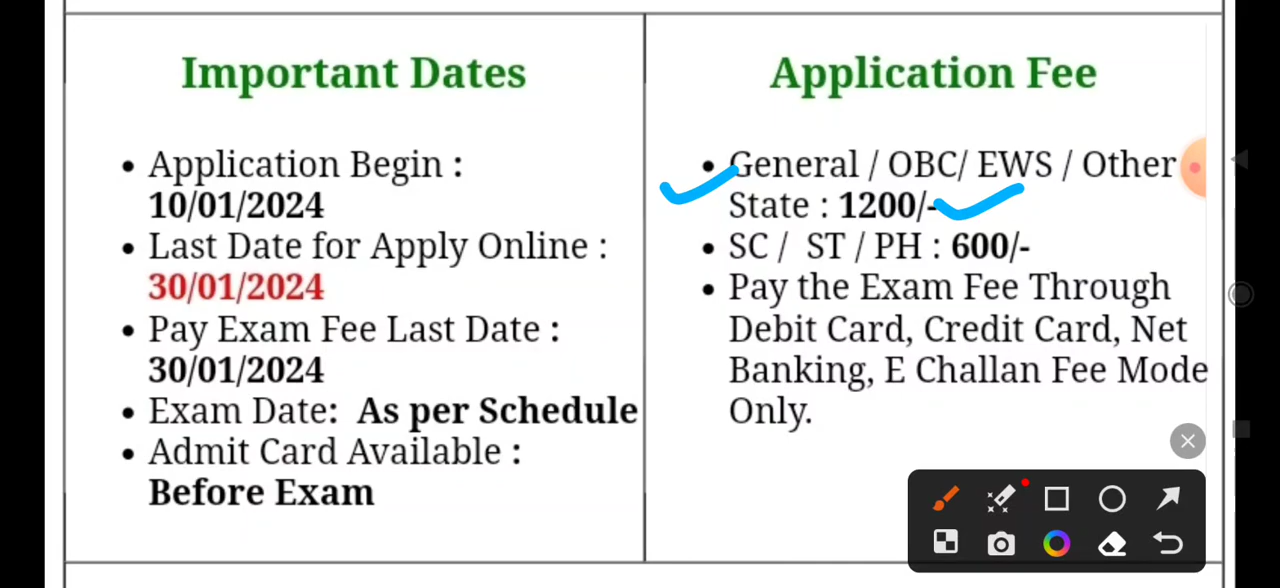 Important Dates
Application Begin :
10/01/2024
Last Date for Apply Online :
30/01/2024
Pay Exam Fee Last Date :
30/01/2024
Exam Date: As per Schedule
Admit Card Available :
Before Exam
Application Fee
General / OBC/ EWS / Other
State : 1200/-
SC / ST / PH : 600/-
Pay the Exam Fee Through
Debit Card, Credit Card, Net
Banking, E Challan Fee Mode
Only.